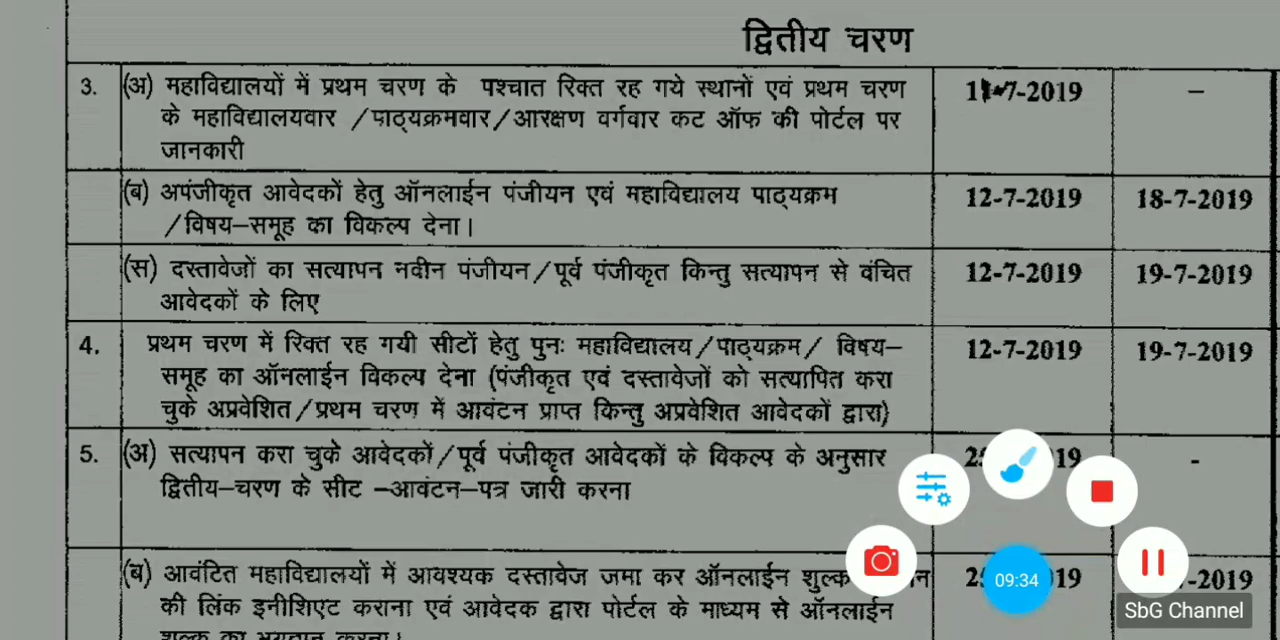 द्वितीय चरण
3. (अ) महाविद्यालयों में प्रथम चरण के पश्चात रिक्त रह गये स्थानों एवं प्रथम चरण
के महाविद्यालयवार /पाठ्यक्रमवार/आरक्षण वर्गवार कट ऑफ की पोर्टल पर
जानकारी
-7-2019 –
(ब) अपंजीकृत आवेदकों हेतु ऑनलाईन पंजीयन एवं महाविद्यालय पाठ्यक्रम
/विषय–समूह का विकल्प देना।
12-7-2019 18-7-2019
(स) दस्तावेजों का सत्यापन नवीन पंजीयन/पूर्व पंजीकृत किन्तु सत्यापन से वंचित
आवेदकों के लिए
12-7-2019 19-7-2019
4. प्रथम चरण में रिक्त रह गयी सीटों हेतु पुनः महाविद्यालय/पाठ्यक्रम/ विषय–
समूह का ऑनलाईन विकल्प देना (पंजीकृत एवं दस्तावेजों को सत्यापित करा
चुके अप्रवेशित/प्रथम चरण में आवंटन प्राप्त किन्तु अप्रवेशित आवेदकों द्वारा)
12-7-2019 19-7-2019
5. (अ) सत्यापन करा चुके आवेदकों/पूर्व पंजीकृत आवेदकों के विकल्प के अनुसार
द्वितीय–चरण के सीट –आवंटन–पत्र जारी करना
19 -
(ब) आवंटित महाविद्यालयों में आवश्यक दस्तावेज जमा कर ऑनलाईन शुल्क
की लिंक इनीशिएट कराना एवं आवेदक द्वारा पोर्टल के माध्यम से ऑनलाईन
शुल्क का भुगतान करना।
19 -2019
09:34
SbG Channel